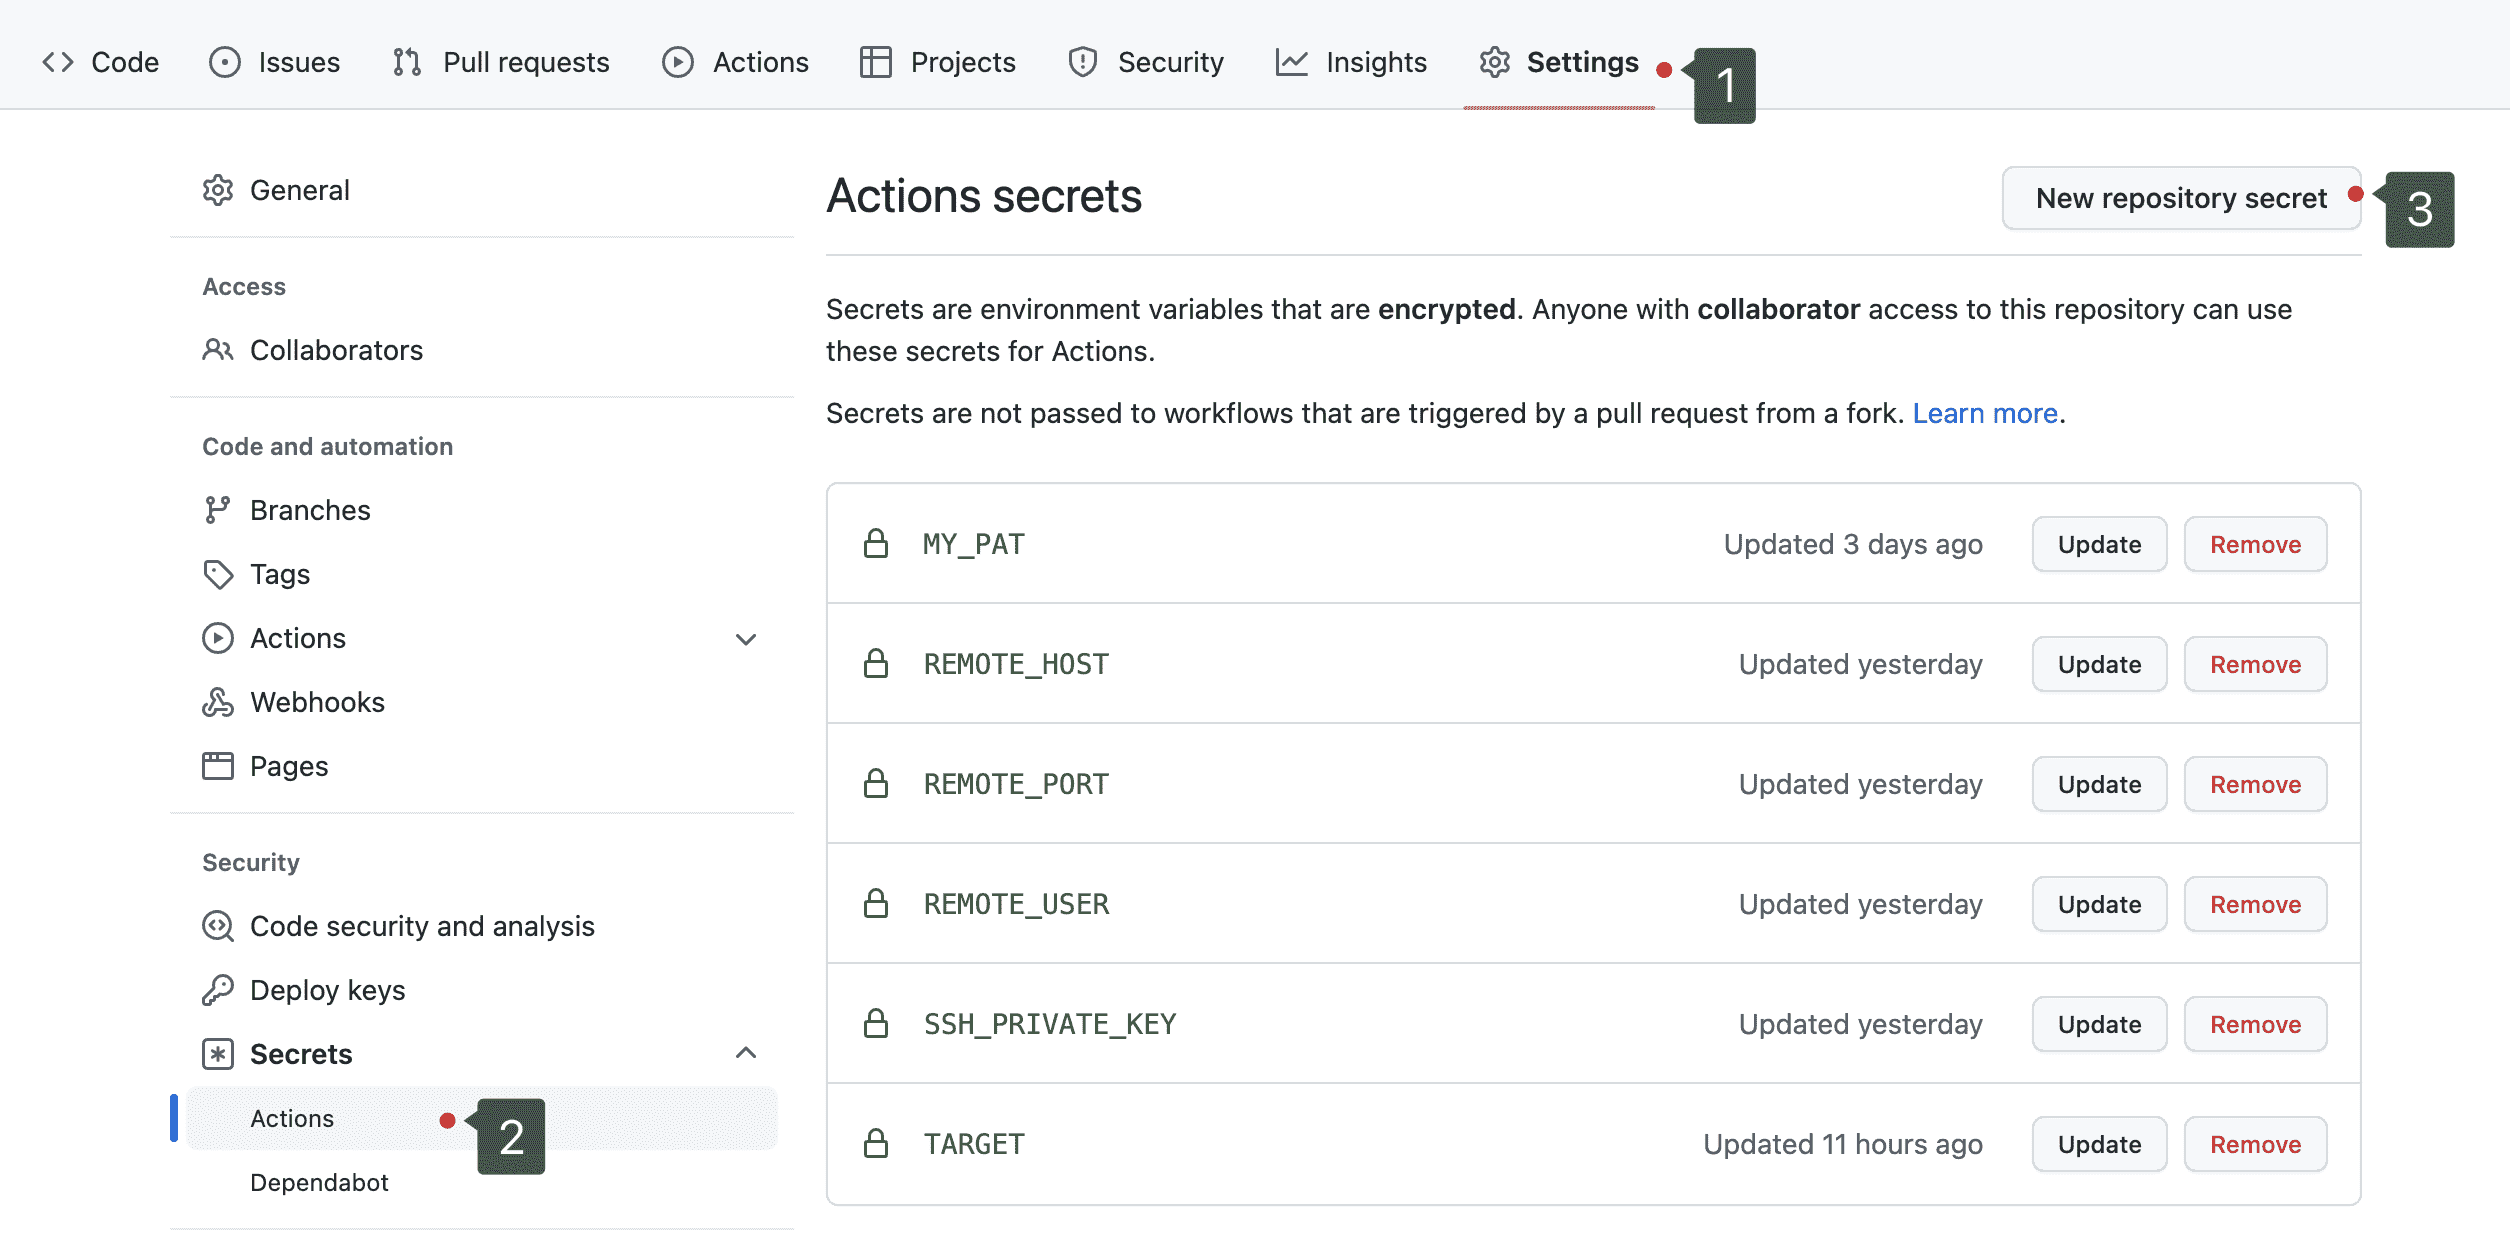 Code Issues Pull requests Actions Projects Security Insights Settings 1
General
Access
Collaborators
Code and automation
Branches
Tags
Actions
Webhooks
Pages
Security
Code security and analysis
Deploy keys
Secrets
Actions 2
Dependabot
Actions secrets
New repository secret 3
Secrets are environment variables that are encrypted. Anyone with collaborator access to this repository can use
these secrets for Actions.
Secrets are not passed to workflows that are triggered by a pull request from a fork. Learn more.
MY_PAT Updated 3 days ago Update Remove
REMOTE_HOST Updated yesterday Update Remove
REMOTE_PORT Updated yesterday Update Remove
REMOTE_USER Updated yesterday Update Remove
SSH_PRIVATE_KEY Updated yesterday Update Remove
TARGET Updated 11 hours ago Update Remove